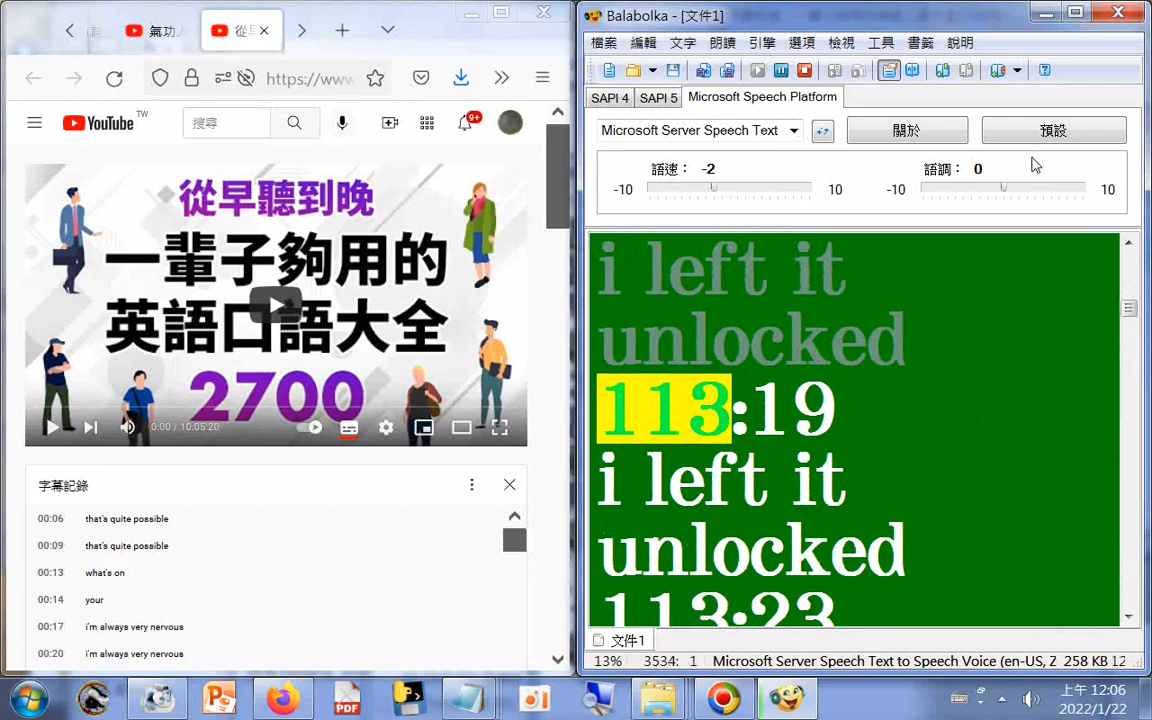 氣功
從
https://www
YouTube TW
搜尋
9+
從早聽到晚
一輩子夠用的
英語口語大全
2700
0:00 / 10:05:20
字幕記錄
00:06 that's quite possible
00:09 that's quite possible
00:13 what's on
00:14 your
00:17 i'm always very nervous
00:20 i'm always very nervous
Balabolka - [文件1]
檔案 編輯 文字 朗讀 引擎 選項 檢視 工具 書籤 說明
SAPI 4 SAPI 5 Microsoft Speech Platform
Microsoft Server Speech Text 關於 預設
語速： -2 語調： 0
-10 10 -10 10
i left it
unlocked
113:19
i left it
unlocked
113:23
文件1
13% 3534: 1 Microsoft Server Speech Text to Speech Voice (en-US, Z 258 KB 12
PDF
上午 12:06
2022/1/22